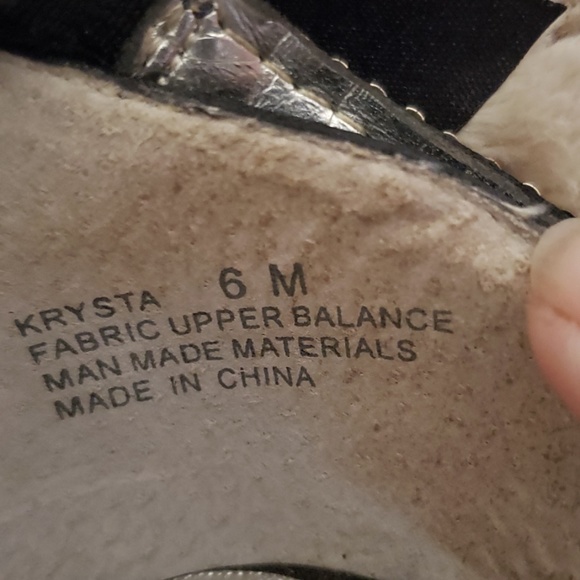 KRYSTA 6 M
FABRIC UPPER BALANCE
MAN MADE MATERIALS
MADE IN CHINA